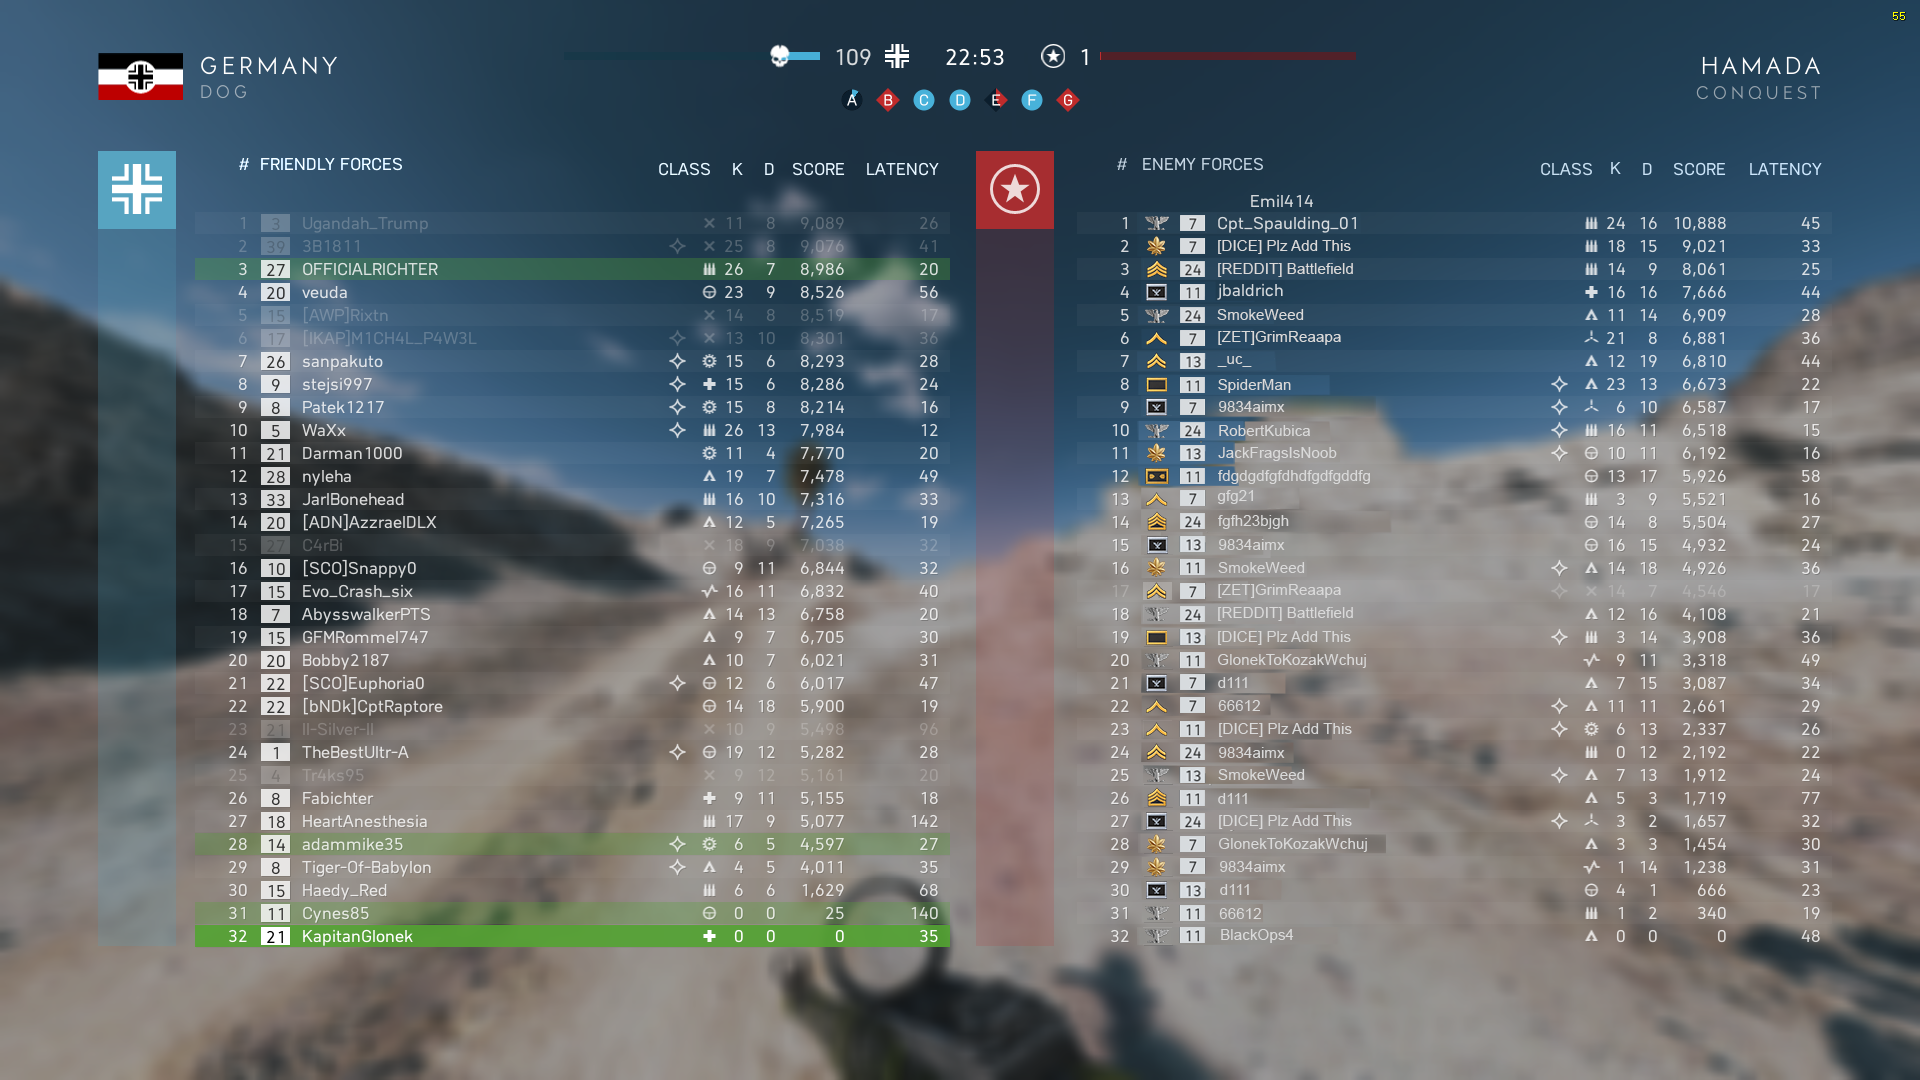 55
GERMANY
DOG
109 22:53 1
HAMADA
CONQUEST
A B C D E F G
# FRIENDLY FORCES CLASS K D SCORE LATENCY
1 3 Ugandah_Trump 11 8 9,089 26
2 39 3B1811 25 8 9,076 41
3 27 OFFICIALRICHTER 26 7 8,986 20
4 20 veuda 23 9 8,526 56
5 15 [AWP]Rixtn 14 8 8,519 17
6 17 [IKAP]M1CH4L_P4W3L 13 10 8,301 36
7 26 sanpakuto 15 6 8,293 28
8 9 stejsi997 15 6 8,286 24
9 8 Patek1217 15 8 8,214 16
10 5 WaXx 26 13 7,984 12
11 21 Darman1000 11 4 7,770 20
12 28 nyleha 19 7 7,478 49
13 33 JarlBonehead 16 10 7,316 33
14 20 [ADN]AzzraelDLX 12 5 7,265 19
15 27 C4rBi 18 9 7,038 32
16 10 [SCO]Snappy0 9 11 6,844 32
17 15 Evo_Crash_six 16 11 6,832 40
18 7 AbysswalkerPTS 14 13 6,758 20
19 15 GFMRommel747 9 7 6,705 30
20 20 Bobby2187 10 7 6,021 31
21 22 [SCO]Euphoria0 12 6 6,017 47
22 22 [bNDk]CptRaptore 14 18 5,900 19
23 21 II-Silver-II 10 9 5,498 96
24 1 TheBestUltr-A 19 12 5,282 28
25 4 Tr4ks95 9 12 5,161 20
26 8 Fabichter 9 11 5,155 18
27 18 HeartAnesthesia 17 9 5,077 142
28 14 adammike35 6 5 4,597 27
29 8 Tiger-Of-Babylon 4 5 4,011 35
30 15 Haedy_Red 6 6 1,629 68
31 11 Cynes85 0 0 25 140
32 21 KapitanGlonek 0 0 0 35
# ENEMY FORCES CLASS K D SCORE LATENCY
Emil414
1 7 Cpt_Spaulding_01 24 16 10,888 45
2 7 [DICE] Plz Add This 18 15 9,021 33
3 24 [REDDIT] Battlefield 14 9 8,061 25
4 11 jbaldrich 16 16 7,666 44
5 24 SmokeWeed 11 14 6,909 28
6 7 [ZET]GrimReaapa 21 8 6,881 36
7 13 _uc_ 12 19 6,810 44
8 11 SpiderMan 23 13 6,673 22
9 7 9834aimx 6 10 6,587 17
10 24 RobertKubica 16 11 6,518 15
11 13 JackFragsIsNoob 10 11 6,192 16
12 11 fdgdgdfgfdhdfgdfgddfg 13 17 5,926 58
13 7 gfg21 3 9 5,521 16
14 24 fgfh23bjgh 14 8 5,504 27
15 13 9834aimx 16 15 4,932 24
16 11 SmokeWeed 14 18 4,926 36
17 7 [ZET]GrimReaapa 14 7 4,546 17
18 24 [REDDIT] Battlefield 12 16 4,108 21
19 13 [DICE] Plz Add This 3 14 3,908 36
20 11 GlonekToKozakWchuj 9 11 3,318 49
21 7 d111 7 15 3,087 34
22 7 66612 11 11 2,661 29
23 11 [DICE] Plz Add This 6 13 2,337 26
24 24 9834aimx 0 12 2,192 22
25 13 SmokeWeed 7 13 1,912 24
26 11 d111 5 3 1,719 77
27 24 [DICE] Plz Add This 3 2 1,657 32
28 7 GlonekToKozakWchuj 3 3 1,454 30
29 7 9834aimx 1 14 1,238 31
30 13 d111 4 1 666 23
31 11 66612 1 2 340 19
32 11 BlackOps4 0 0 0 48